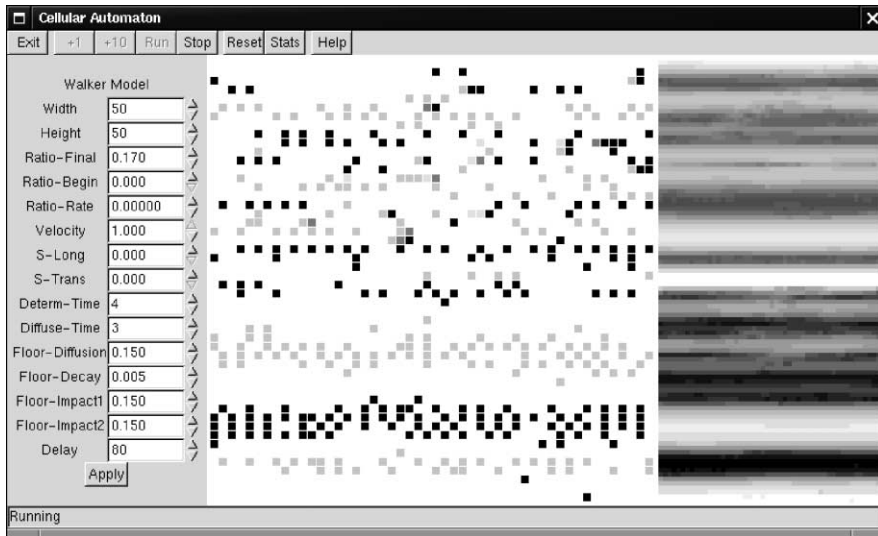 Cellular Automaton
Exit +1 +10 Run Stop Reset Stats Help
Walker Model
Width 50
Height 50
Ratio-Final 0.170
Ratio-Begin 0.000
Ratio-Rate 0.00000
Velocity 1.000
S-Long 0.000
S-Trans 0.000
Determ-Time 4
Diffuse-Time 3
Floor-Diffusion 0.150
Floor-Decay 0.005
Floor-Impact1 0.150
Floor-Impact2 0.150
Delay 80
Apply
Running